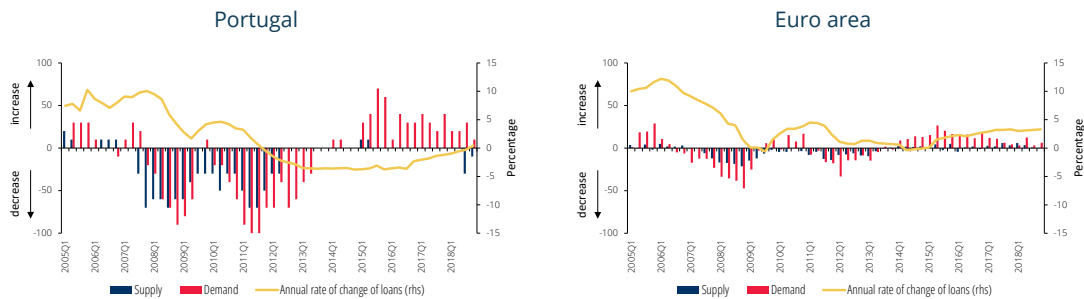 Portugal
increase
decrease
100
50
0
-50
-100
15
10
5
0
-5
-10
-15
Percentage
2005Q1
2006Q1
2007Q1
2008Q1
2009Q1
2010Q1
2011Q1
2012Q1
2013Q1
2014Q1
2015Q1
2016Q1
2017Q1
2018Q1
Supply Demand Annual rate of change of loans (rhs)
Euro area
increase
decrease
100
50
0
-50
-100
15
10
5
0
-5
-10
-15
Percentage
2005Q1
2006Q1
2007Q1
2008Q1
2009Q1
2010Q1
2011Q1
2012Q1
2013Q1
2014Q1
2015Q1
2016Q1
2017Q1
2018Q1
Supply Demand Annual rate of change of loans (rhs)